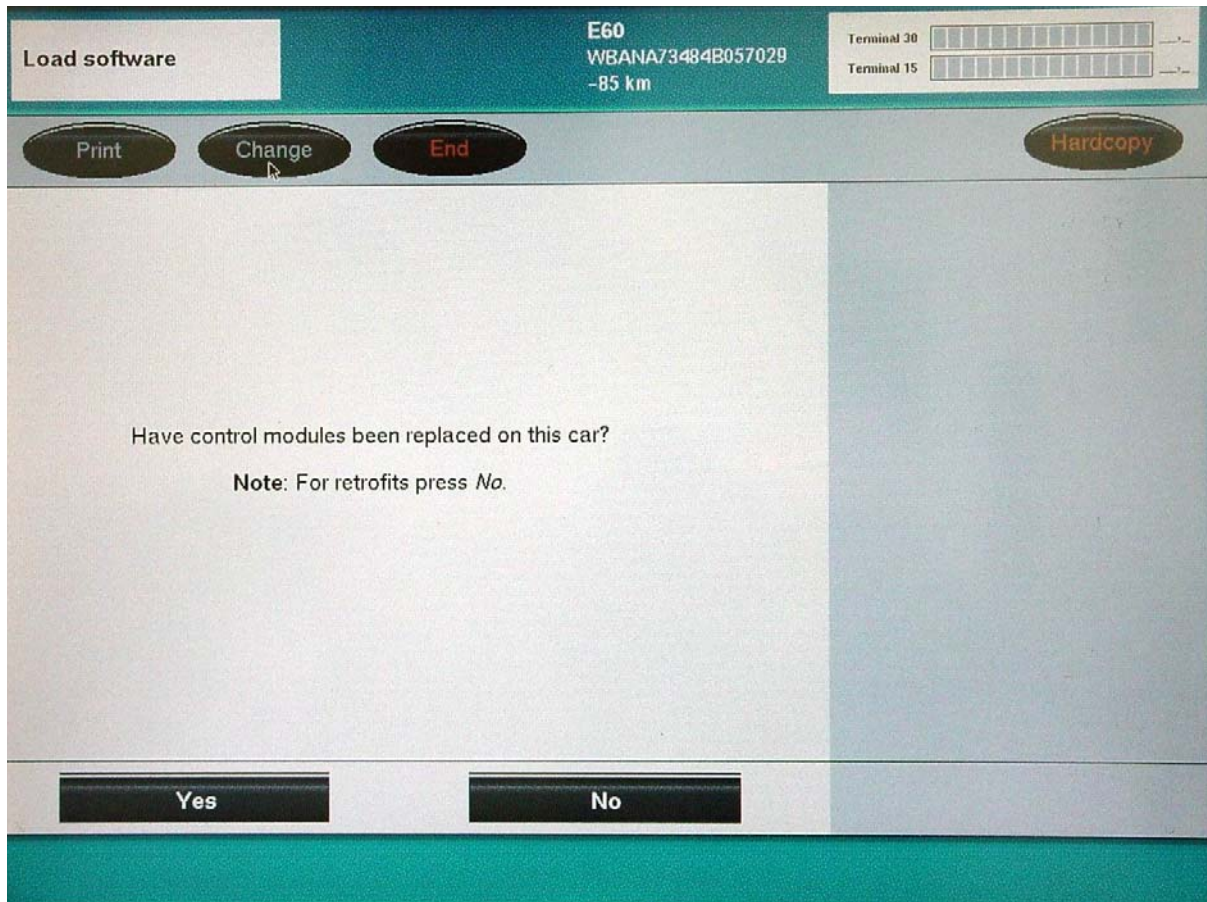 Load software
E60
WBANA73484B057029
-85 km
Terminal 30
Terminal 15
Print
Change
End
Hardcopy
Have control modules been replaced on this car?
Note: For retrofits press No.
Yes
No